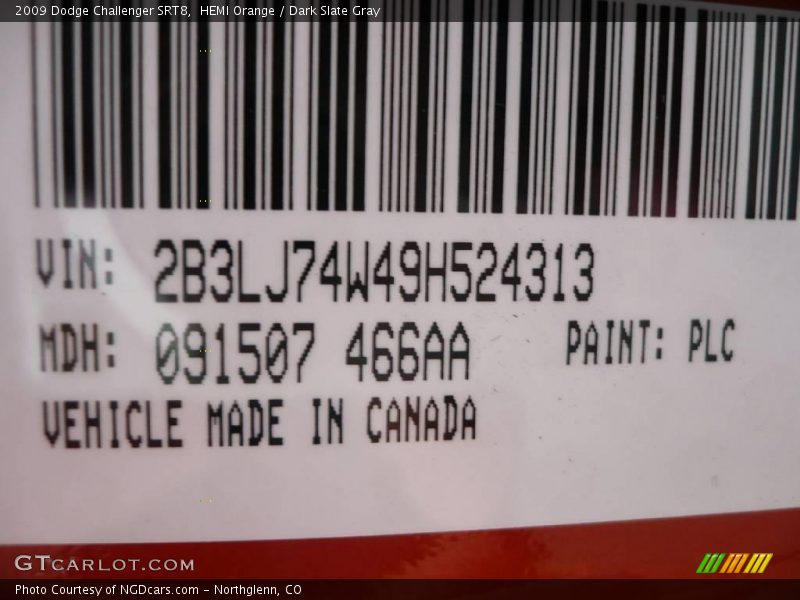 2009 Dodge Challenger SRT8,  HEMI Orange / Dark Slate Gray
VIN: 2B3LJ74W49H524313
MDH: 091507 466AA PAINT: PLC
VEHICLE MADE IN CANADA
GTCARLOT.COM
Photo Courtesy of NGDcars.com - Northglenn, CO